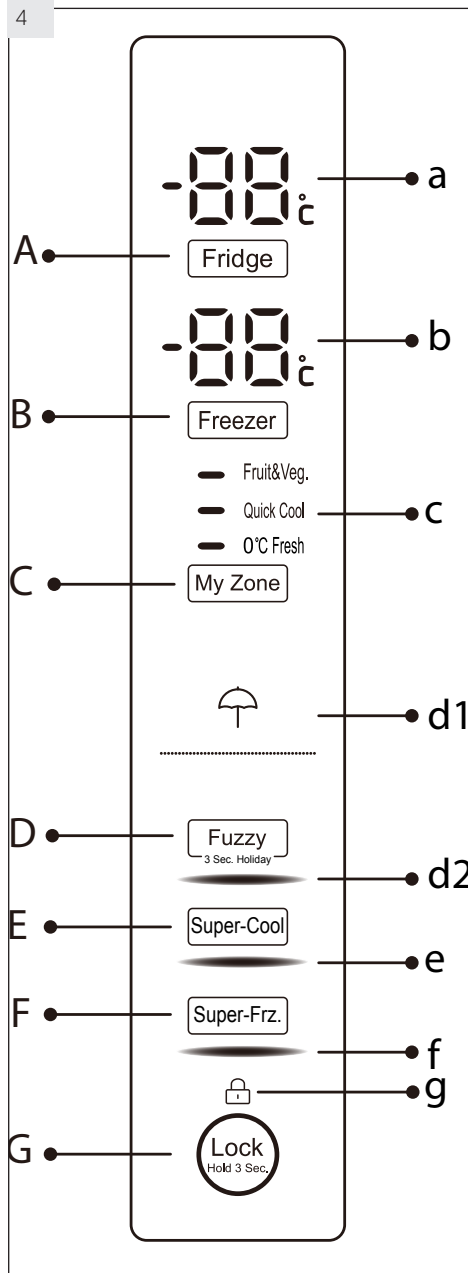 4
-88°C
a
A
Fridge
-88°C
b
B
Freezer
Fruit&Veg.
Quick Cool
c
0°C Fresh
C
My Zone
d1
D
Fuzzy
3 Sec. Holiday
d2
E
Super-Cool
e
F
Super-Frz.
f
g
G
Lock
Hold 3 Sec.